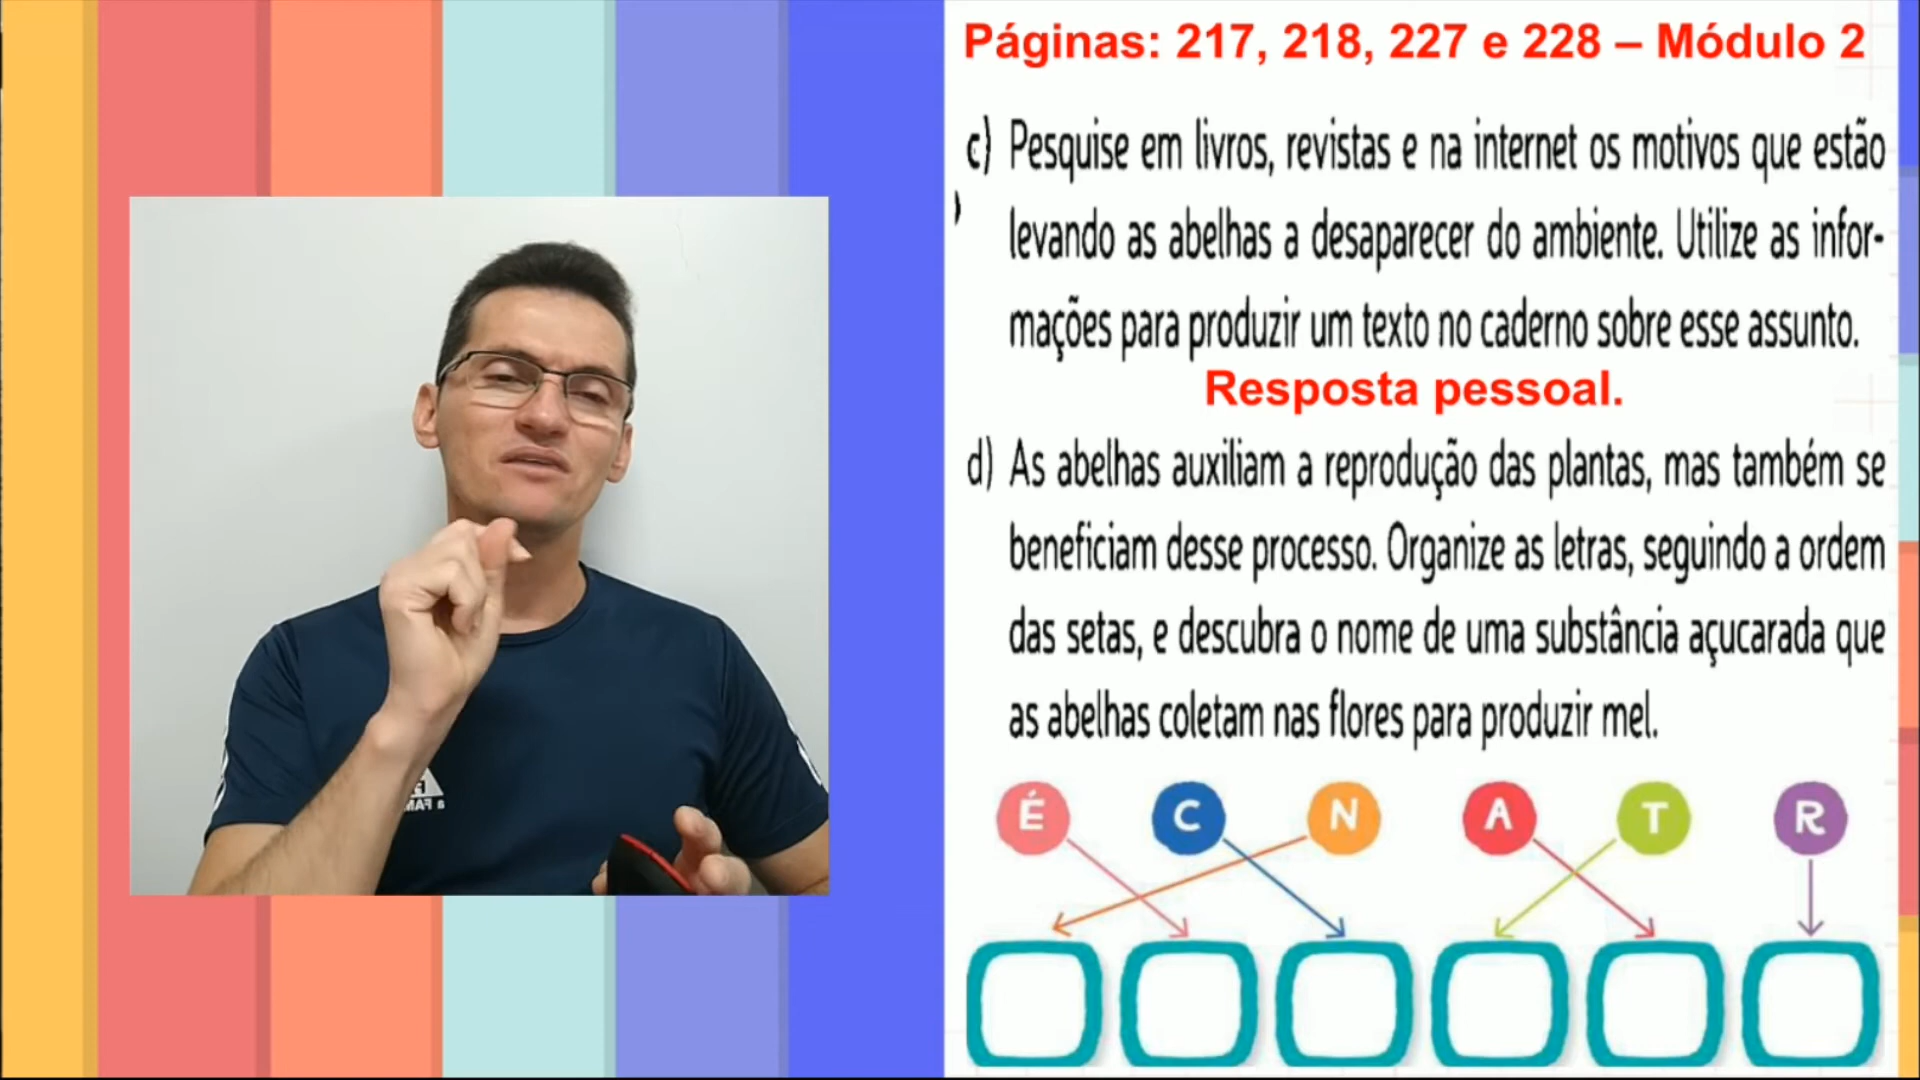 Páginas: 217, 218, 227 e 228 – Módulo 2
c) Pesquise em livros, revistas e na internet os motivos que estão
levando as abelhas a desaparecer do ambiente. Utilize as infor-
mações para produzir um texto no caderno sobre esse assunto.
Resposta pessoal.
d) As abelhas auxiliam a reprodução das plantas, mas também se
beneficiam desse processo. Organize as letras, seguindo a ordem
das setas, e descubra o nome de uma substância açucarada que
as abelhas coletam nas flores para produzir mel.
É C N A T R